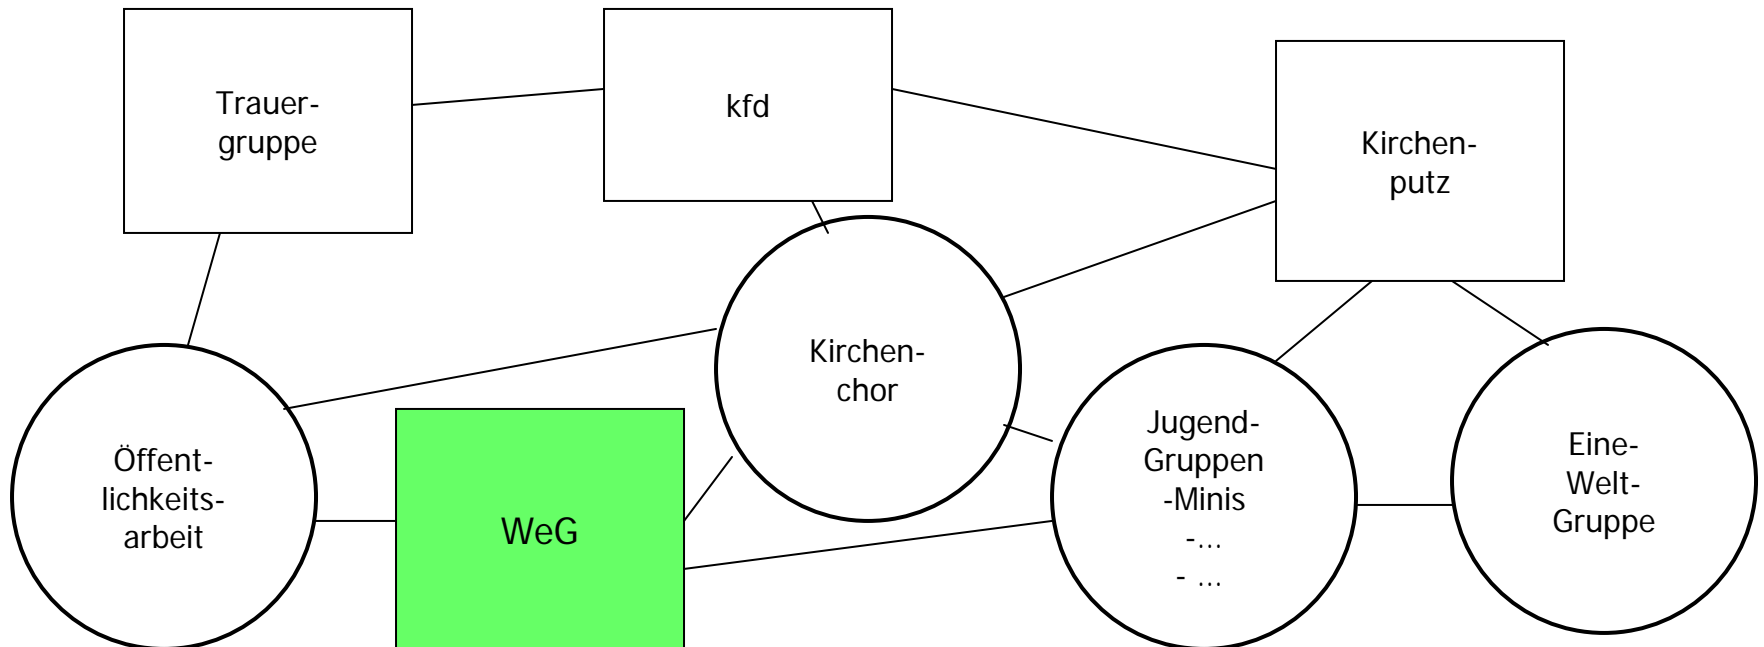 Trauer-
gruppe
kfd
Kirchen-
putz
Kirchen-
chor
Öffent-
lichkeits-
arbeit
WeG
Jugend-
Gruppen
-Minis
-...
- ...
Eine-
Welt-
Gruppe